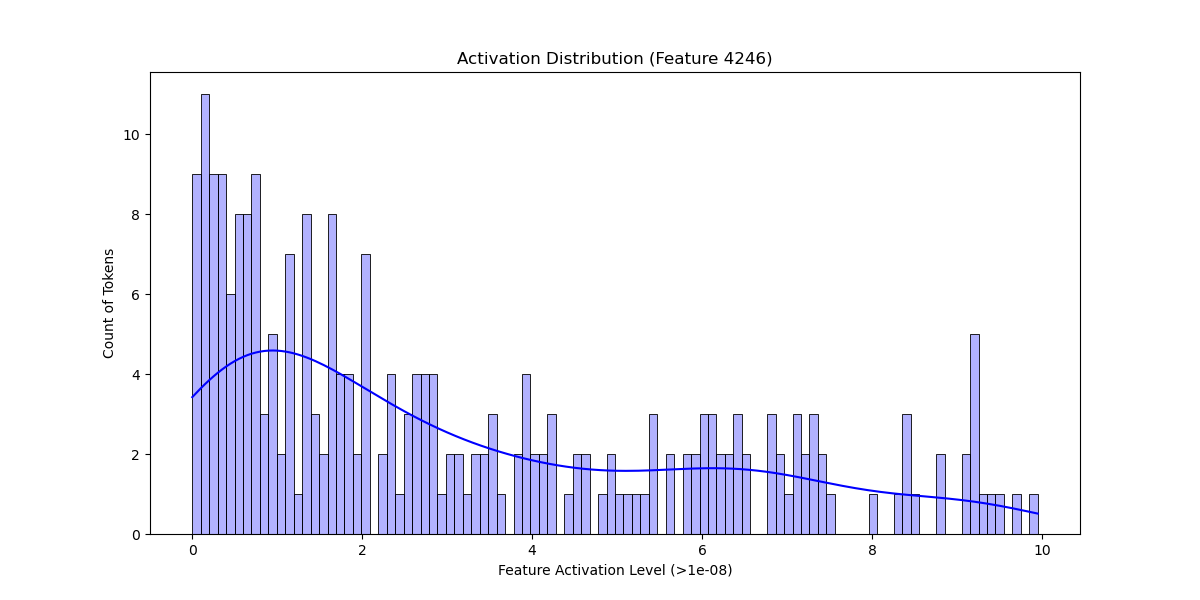 Activation Distribution (Feature 4246)
10
8
6
4
2
0
Count of Tokens
0 2 4 6 8 10
Feature Activation Level (>1e-08)